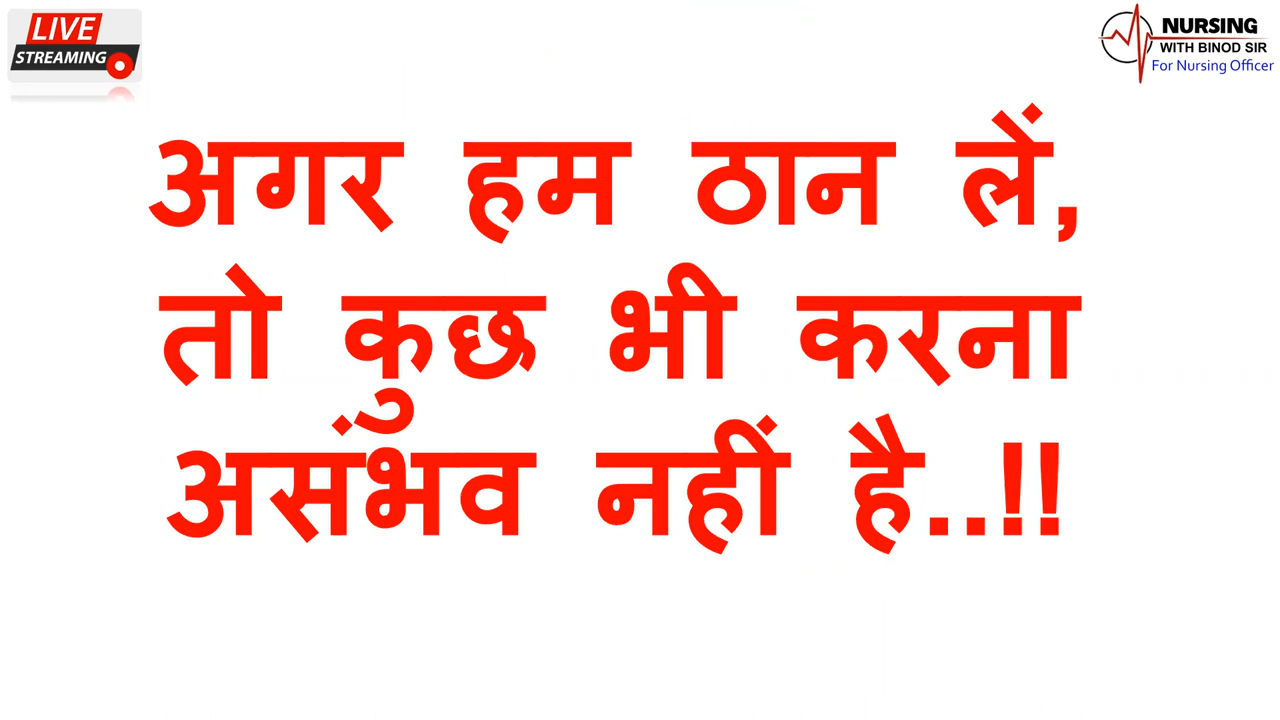 LIVE
STREAMING
NURSING
WITH BINOD SIR
For Nursing Officer
अगर हम ठान लें,
तो कुछ भी करना
असंभव नहीं है..!!